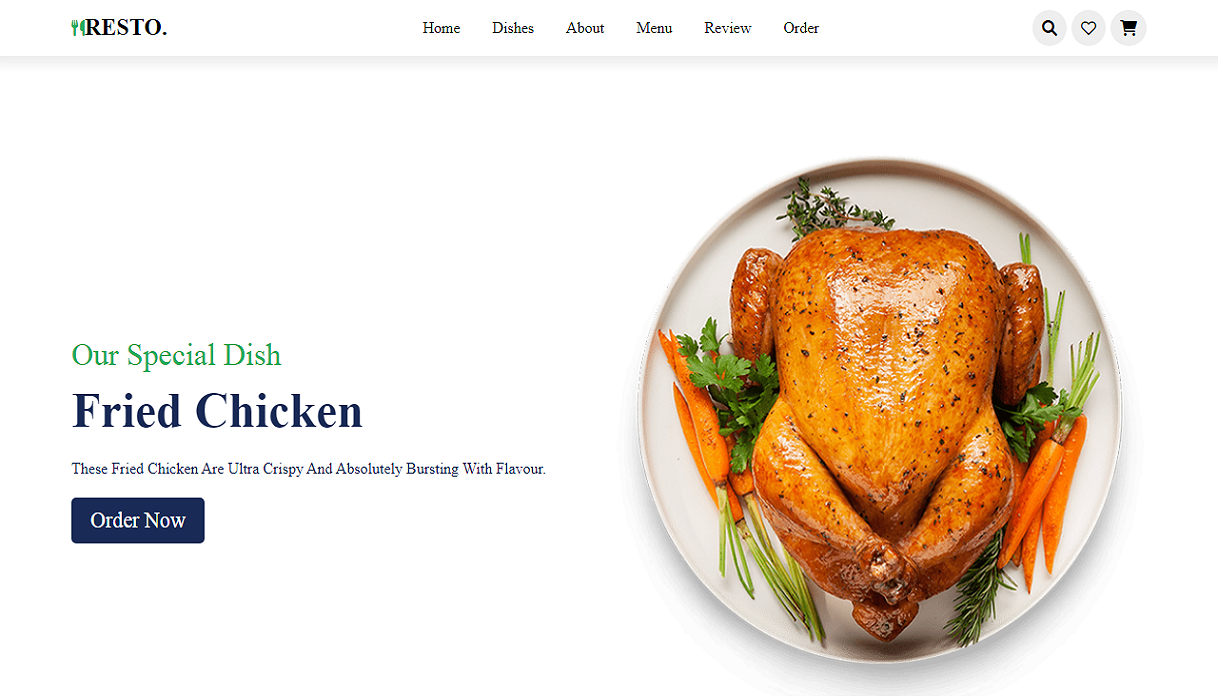 RESTO.
Home Dishes About Menu Review Order
Our Special Dish
Fried Chicken
These Fried Chicken Are Ultra Crispy And Absolutely Bursting With Flavour.
Order Now